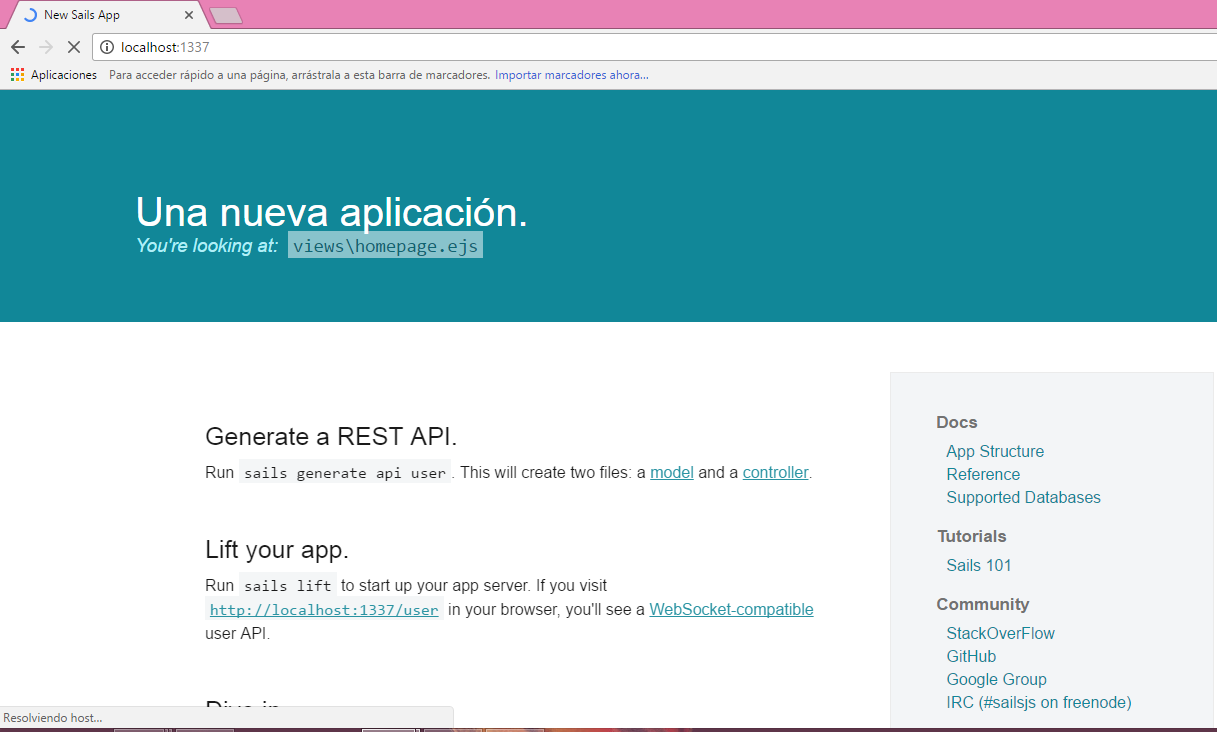 New Sails App
localhost:1337
Aplicaciones Para acceder rápido a una página, arrástrala a esta barra de marcadores. Importar marcadores ahora...
Una nueva aplicación.
You're looking at: views\homepage.ejs
Generate a REST API.
Run sails generate api user. This will create two files: a model and a controller.
Lift your app.
Run sails lift to start up your app server. If you visit
http://localhost:1337/user in your browser, you'll see a WebSocket-compatible
user API.
Docs
App Structure
Reference
Supported Databases
Tutorials
Sails 101
Community
StackOverFlow
GitHub
Google Group
IRC (#sailsjs on freenode)
Resolviendo host...